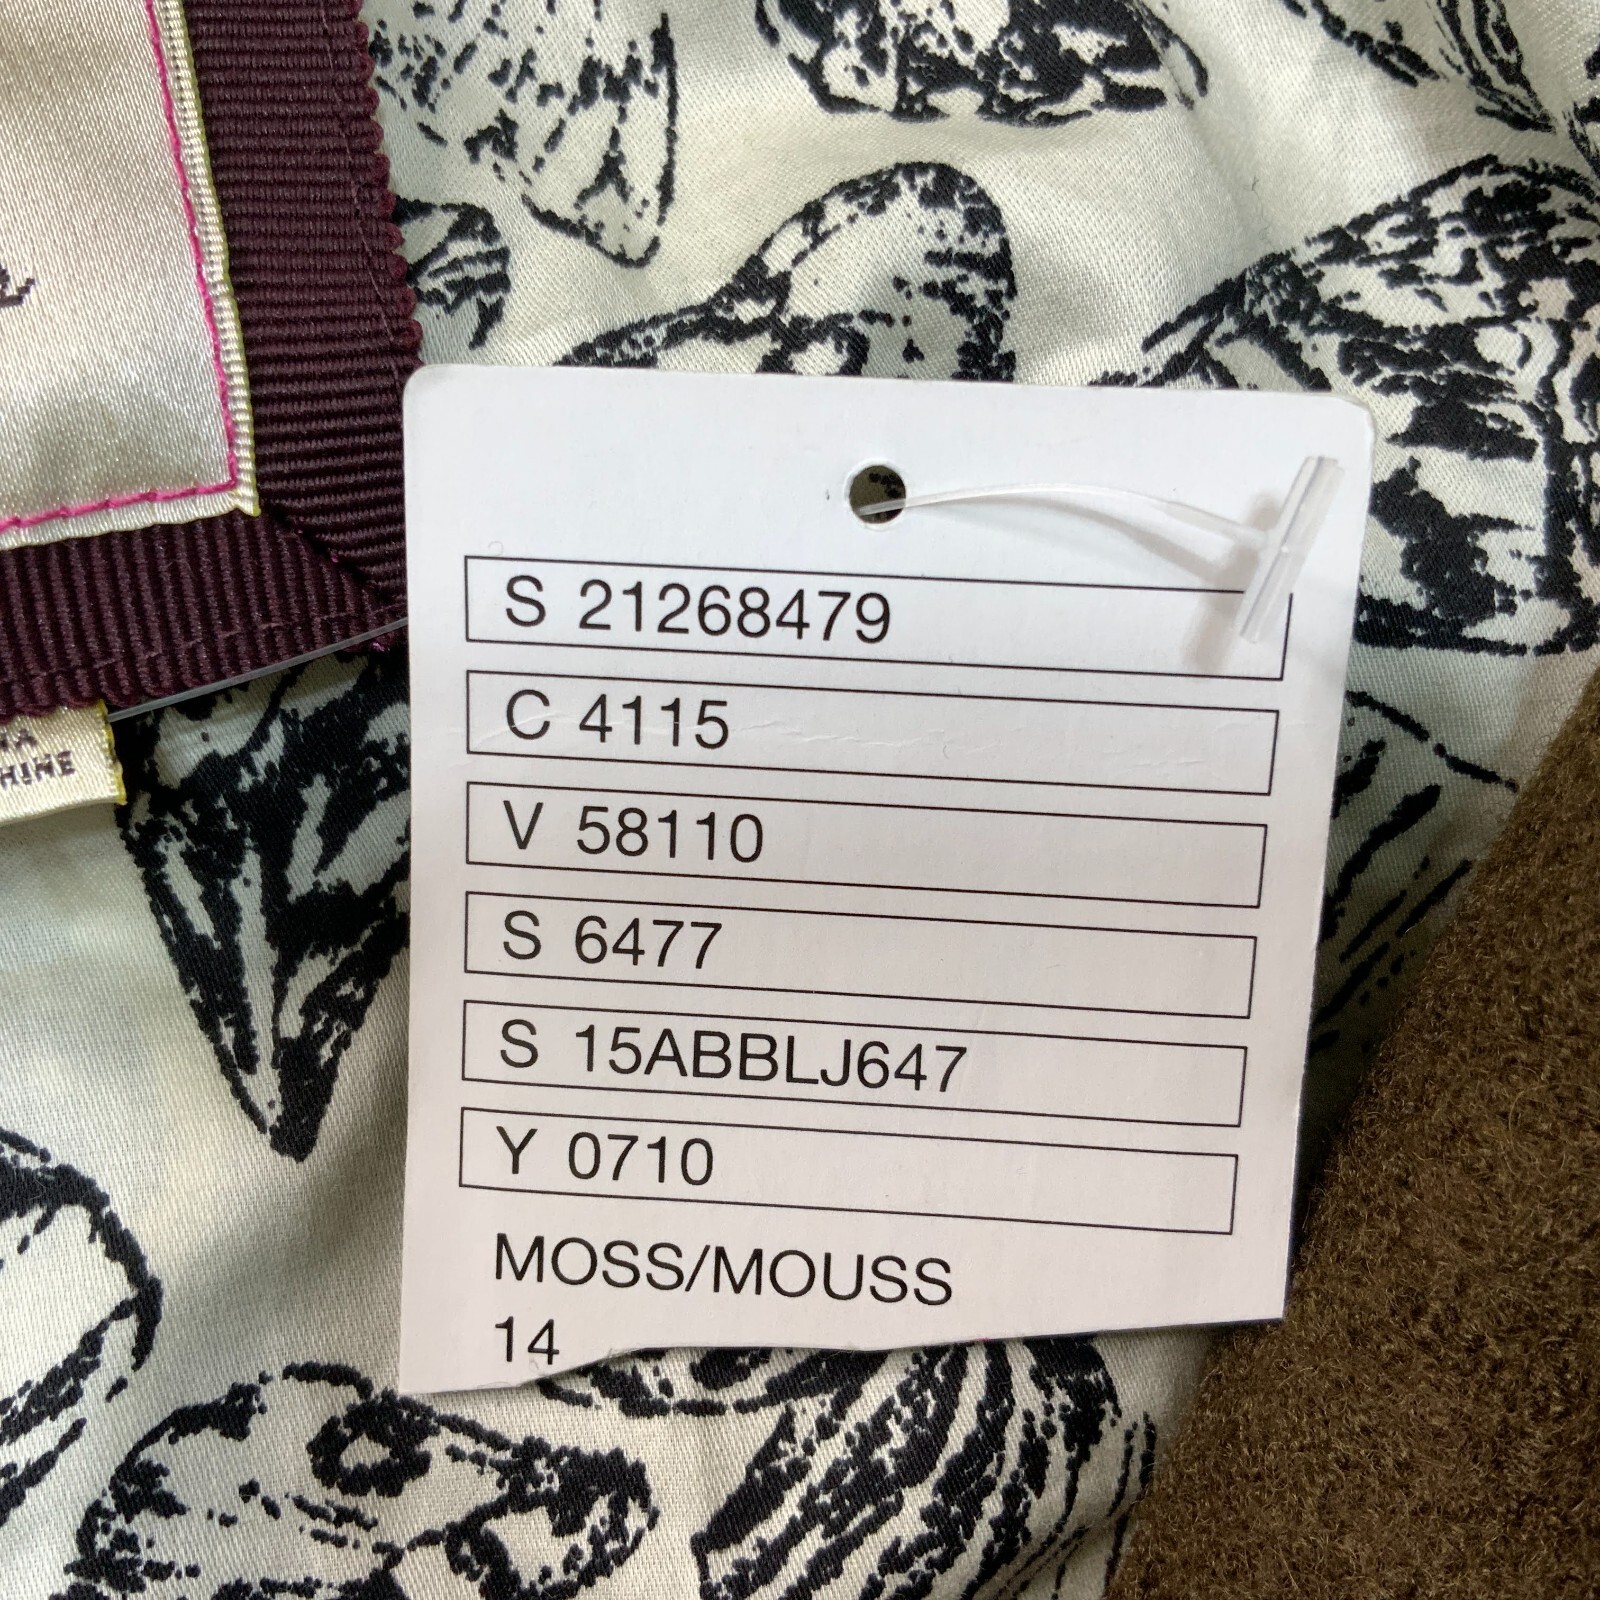 S 21268479
C 4115
V 58110
S 6477
S 15ABBLJ647
Y 0710
MOSS/MOUSS
14